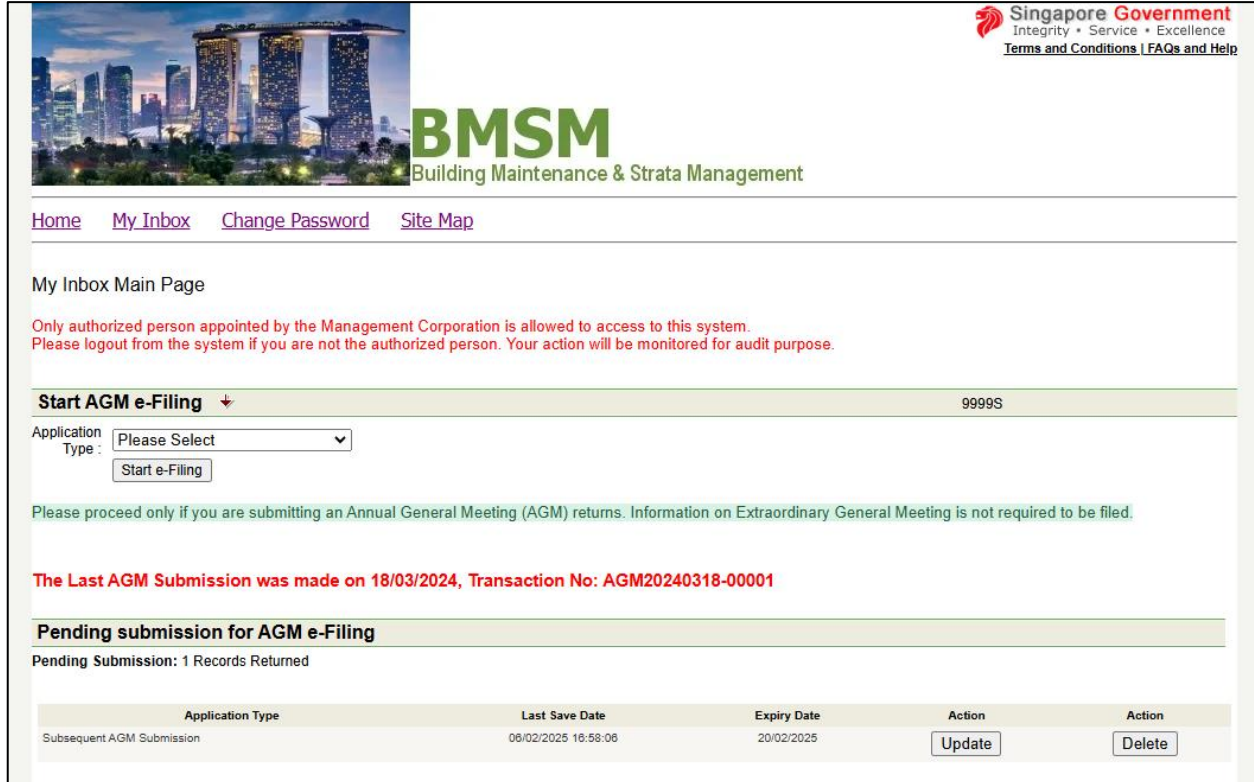 Singapore Government
Integrity • Service • Excellence
Terms and Conditions | FAQs and Help
BMSM
Building Maintenance & Strata Management
Home My Inbox Change Password Site Map
My Inbox Main Page
Only authorized person appointed by the Management Corporation is allowed to access to this system.
Please logout from the system if you are not the authorized person. Your action will be monitored for audit purpose.
Start AGM e-Filing 9999S
Application Type : Please Select
Start e-Filing
Please proceed only if you are submitting an Annual General Meeting (AGM) returns. Information on Extraordinary General Meeting is not required to be filed.
The Last AGM Submission was made on 18/03/2024, Transaction No: AGM20240318-00001
Pending submission for AGM e-Filing
Pending Submission: 1 Records Returned
Application Type Last Save Date Expiry Date Action Action
Subsequent AGM Submission 06/02/2025 16:58:06 20/02/2025 Update Delete